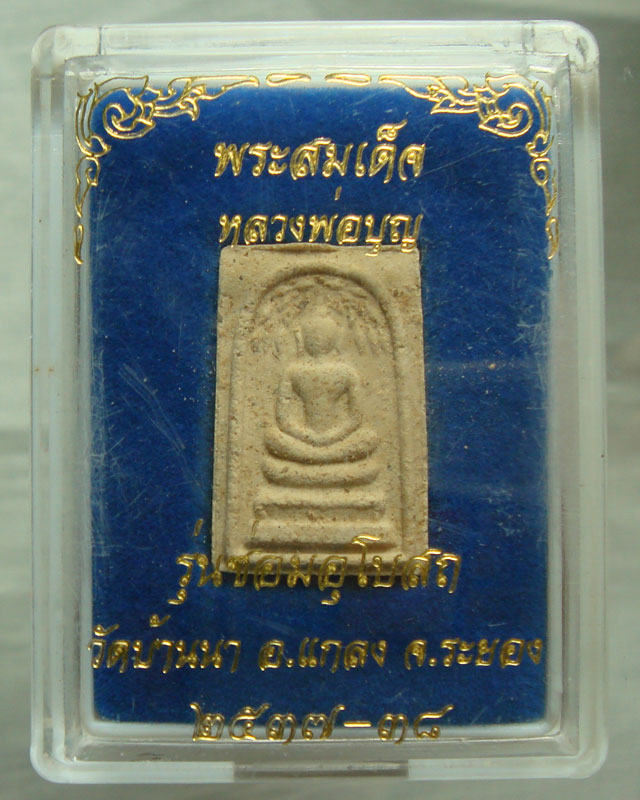 พระสมเด็จ
หลวงพ่อบุญ
รุ่นซ่อมอุโบสถ
วัดบ้านนา อ.แกลง จ.ระยอง
๒๕๓๗-๓๘